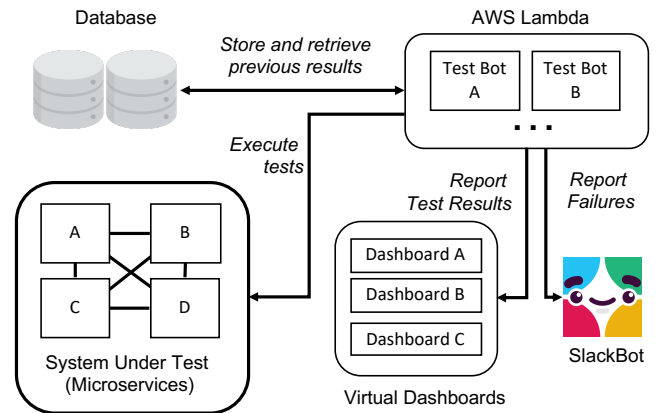 Database
AWS Lambda
Store and retrieve
previous results
Test Bot
A
Test Bot
B
...
Execute
tests
Report
Test Results
Report
Failures
A
B
C
D
System Under Test
(Microservices)
Dashboard A
Dashboard B
Dashboard C
Virtual Dashboards
SlackBot